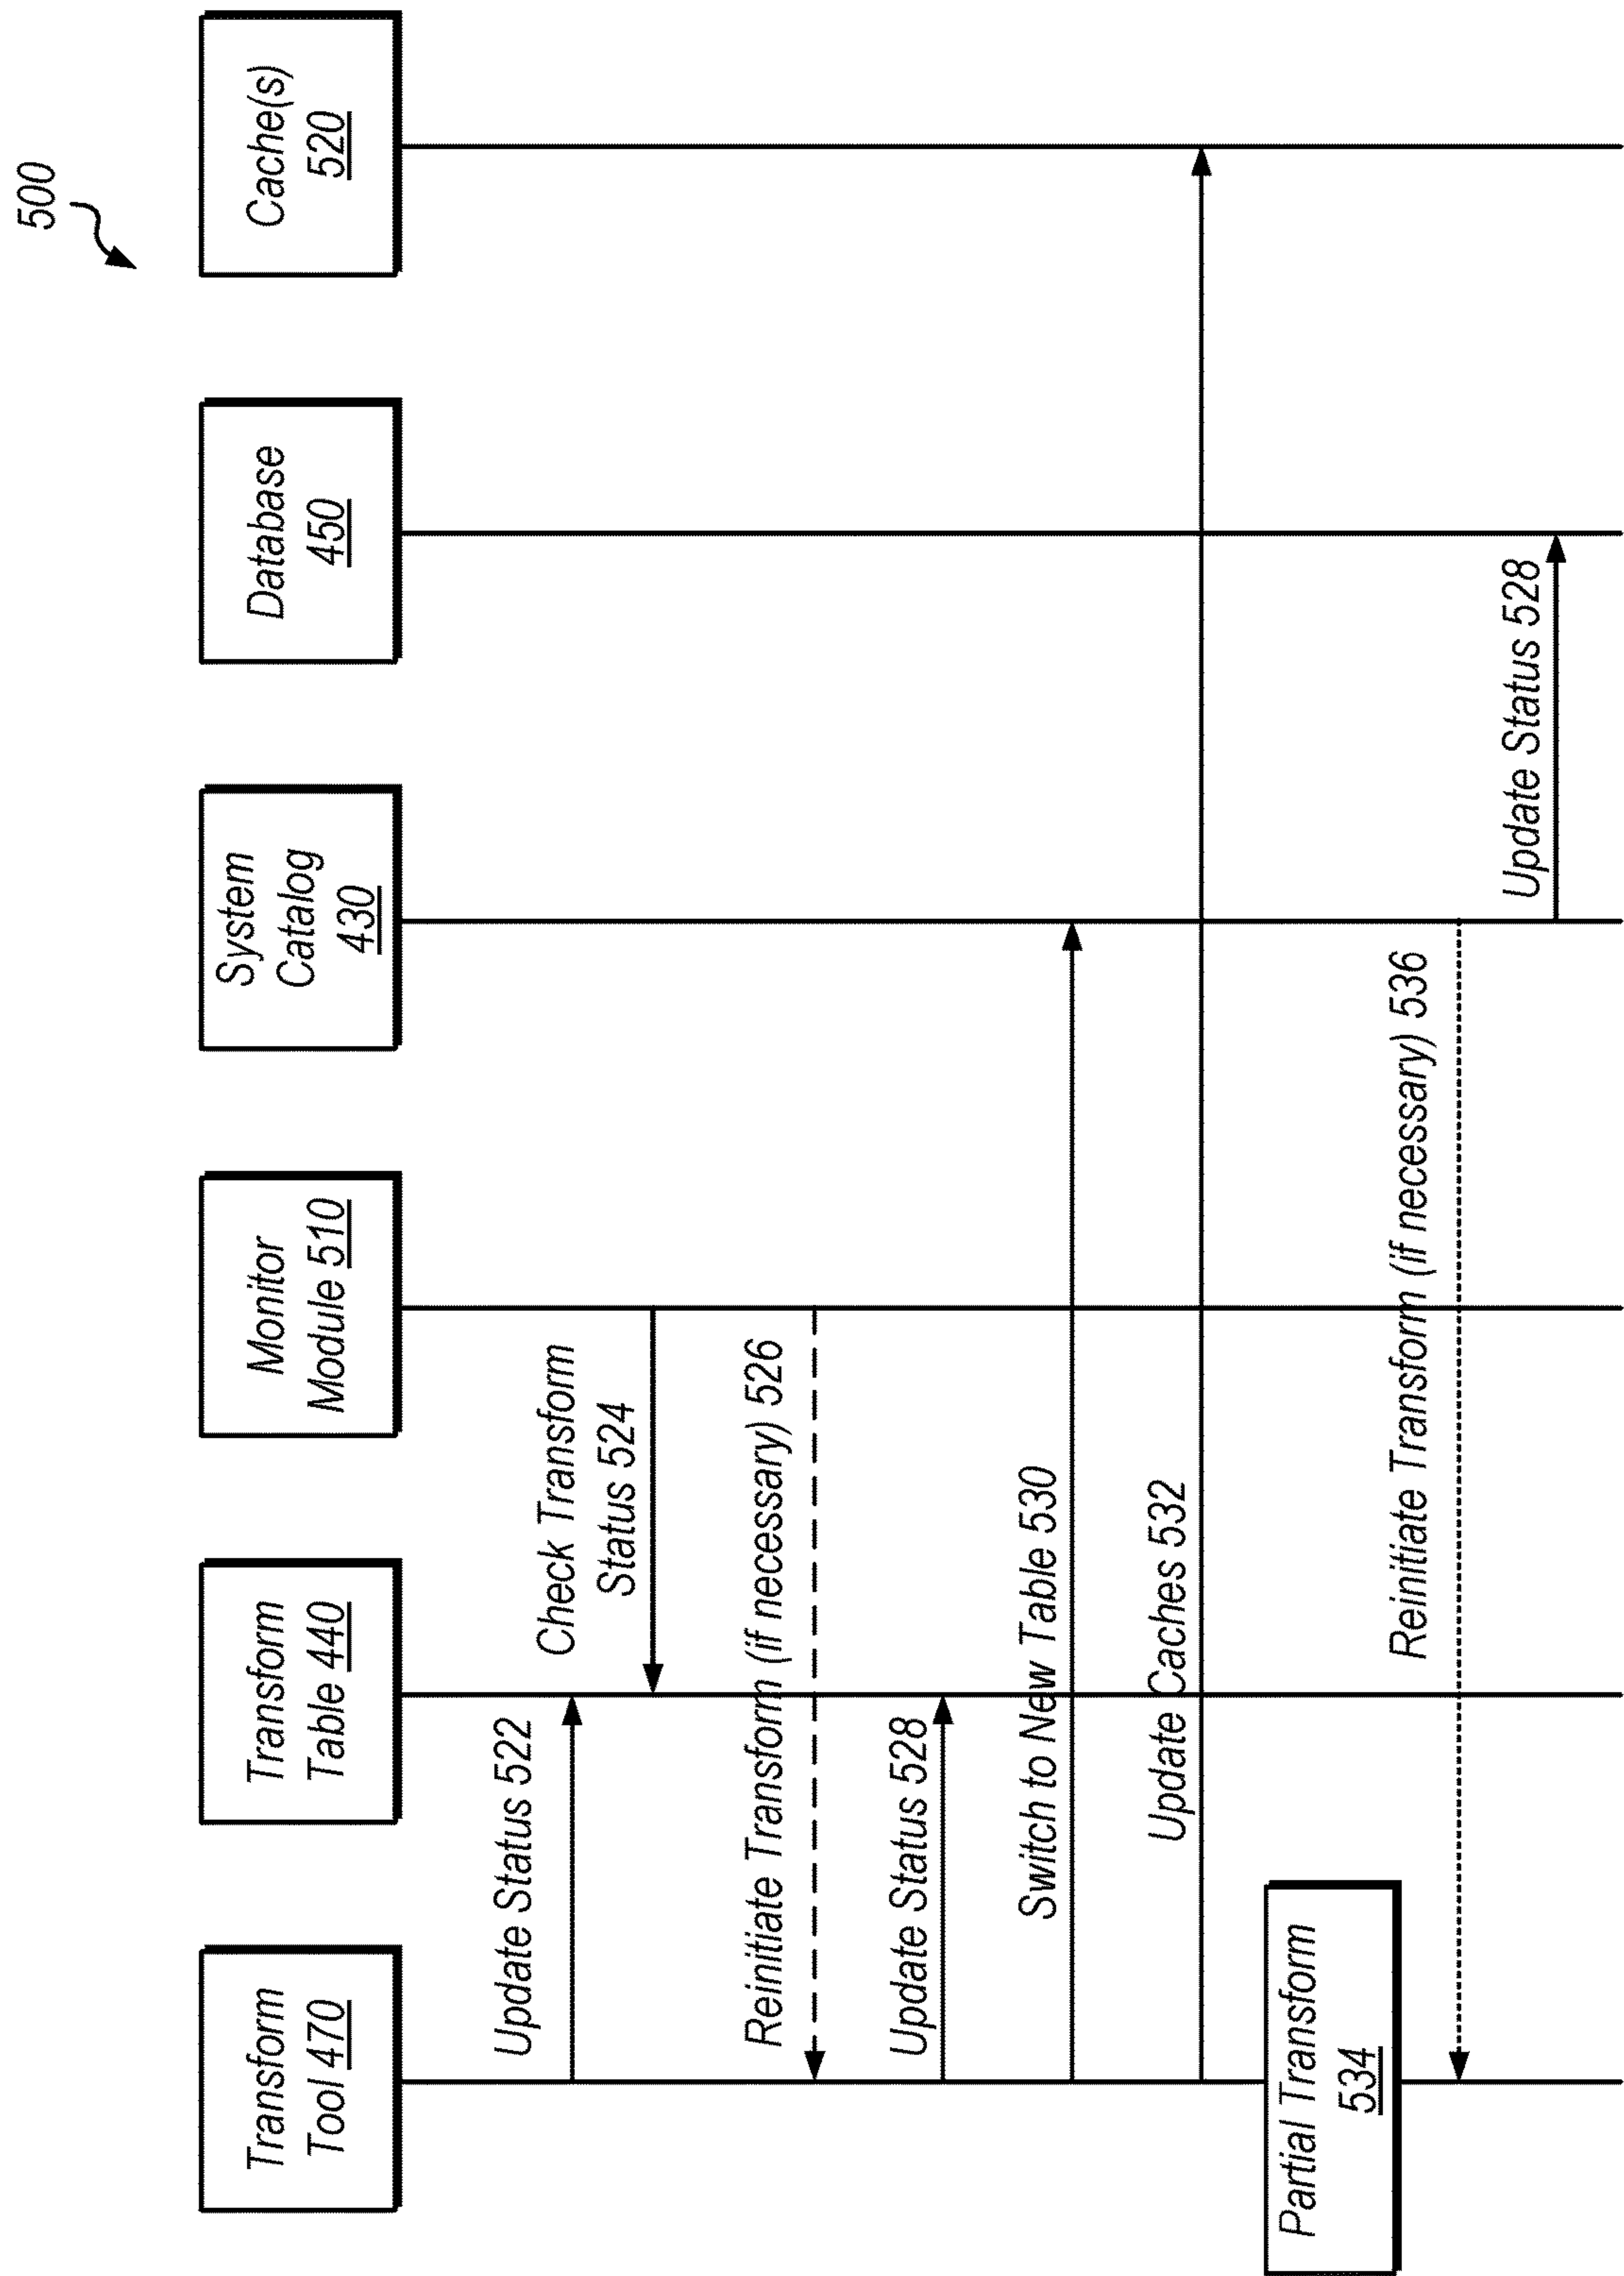 500
Transform
Tool 470
Transform
Table 440
Monitor
Module 510
System
Catalog
430
Database
450
Cache(s)
520
Update Status 522
Check Transform
Status 524
Reinitiate Transform (if necessary) 526
Update Status 528
Switch to New Table 530
Update Caches 532
Partial Transform
534
Reinitiate Transform (if necessary) 536
Update Status 528